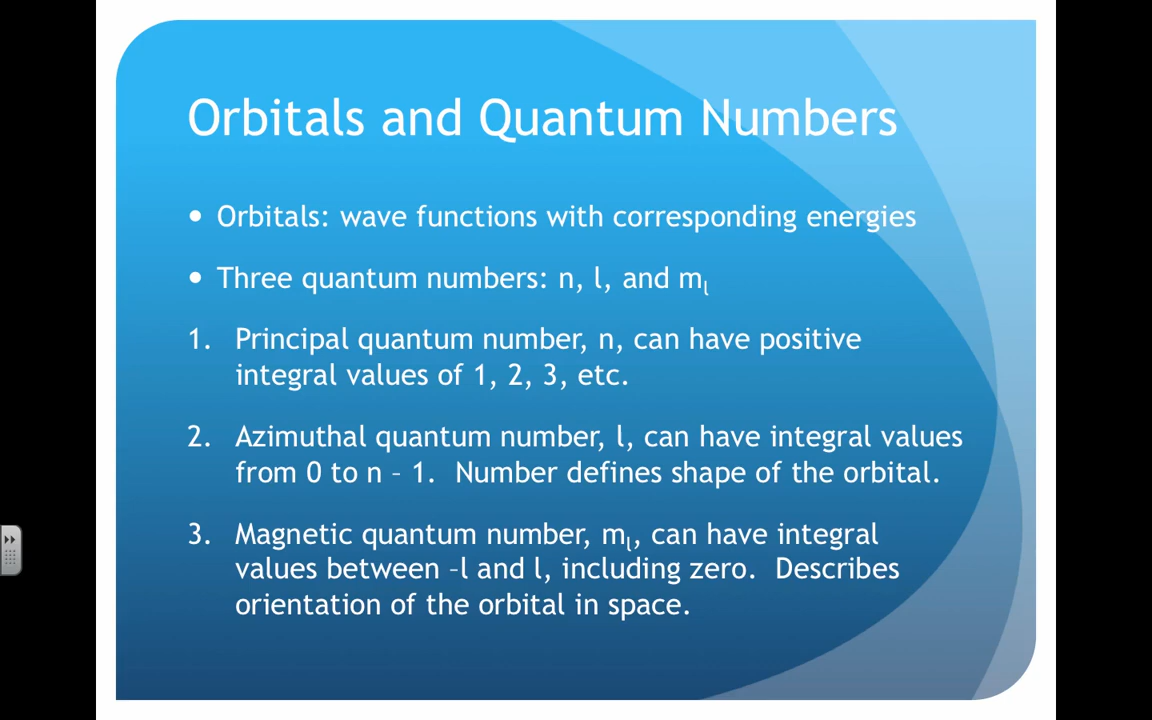 Orbitals and Quantum Numbers
• Orbitals: wave functions with corresponding energies
• Three quantum numbers: n, l, and mₗ
1. Principal quantum number, n, can have positive
integral values of 1, 2, 3, etc.
2. Azimuthal quantum number, l, can have integral values
from 0 to n – 1. Number defines shape of the orbital.
3. Magnetic quantum number, mₗ, can have integral
values between –l and l, including zero. Describes
orientation of the orbital in space.